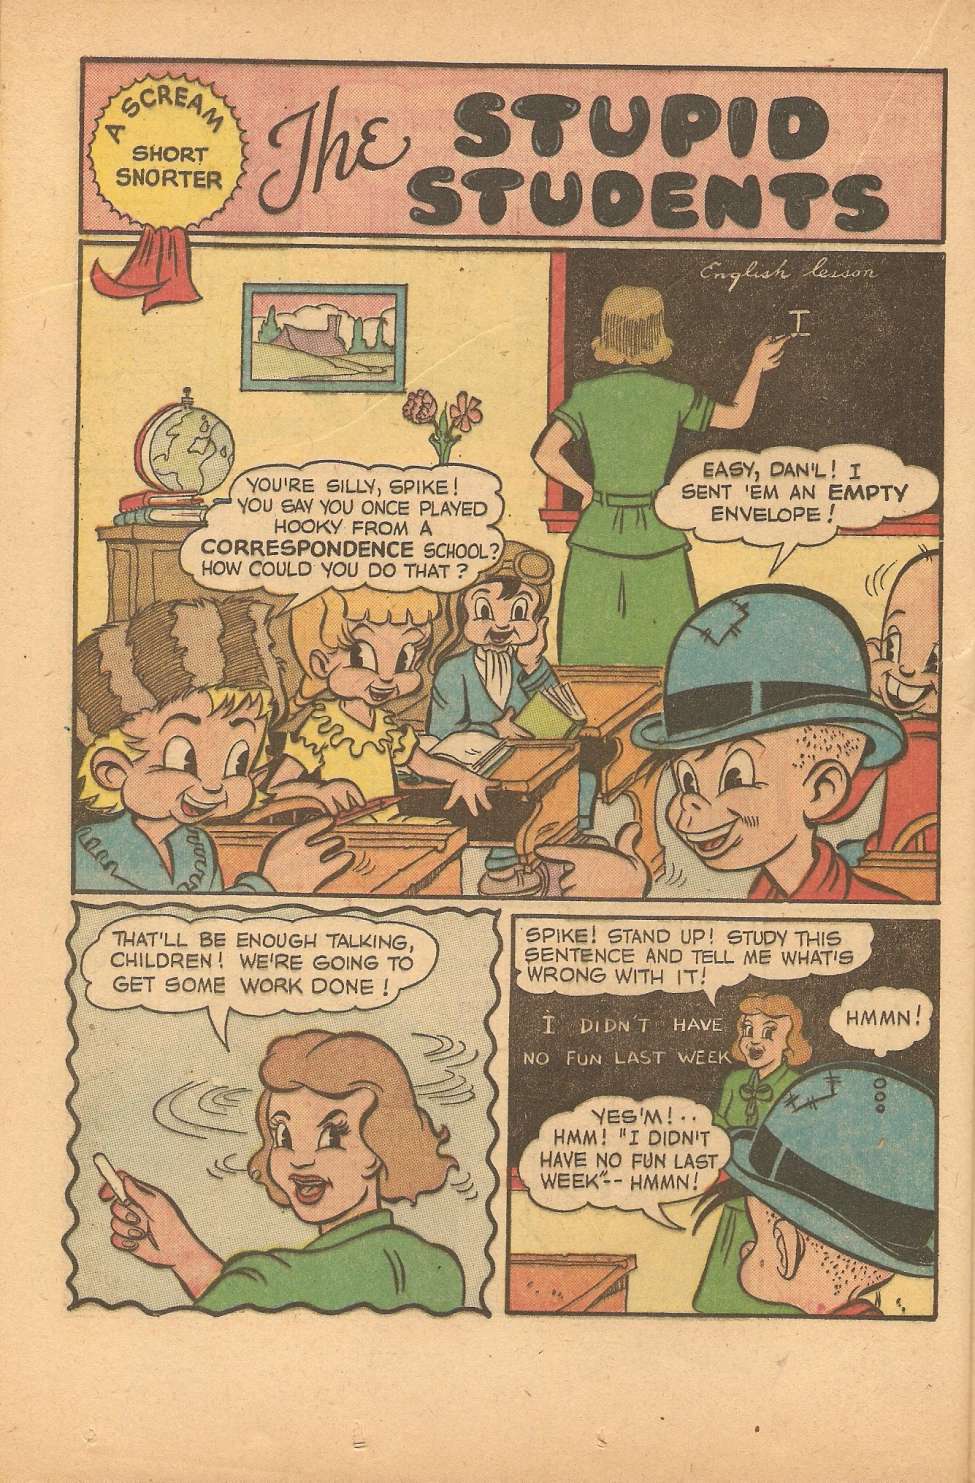 A SCREAM
SHORT
SNORTER
The STUPID
STUDENTS
English lesson
I
YOU'RE SILLY, SPIKE!
YOU SAY YOU ONCE PLAYED
HOOKY FROM A
CORRESPONDENCE SCHOOL?
HOW COULD YOU DO THAT?
EASY, DAN'L! I
SENT 'EM AN EMPTY
ENVELOPE!
THAT'LL BE ENOUGH TALKING,
CHILDREN! WE'RE GOING TO
GET SOME WORK DONE!
SPIKE! STAND UP! STUDY THIS
SENTENCE AND TELL ME WHAT'S
WRONG WITH IT!
I DIDN'T HAVE
NO FUN LAST WEEK
HMMN!
YES'M!..
HMM! "I DIDN'T
HAVE NO FUN LAST
WEEK"-- HMMN!